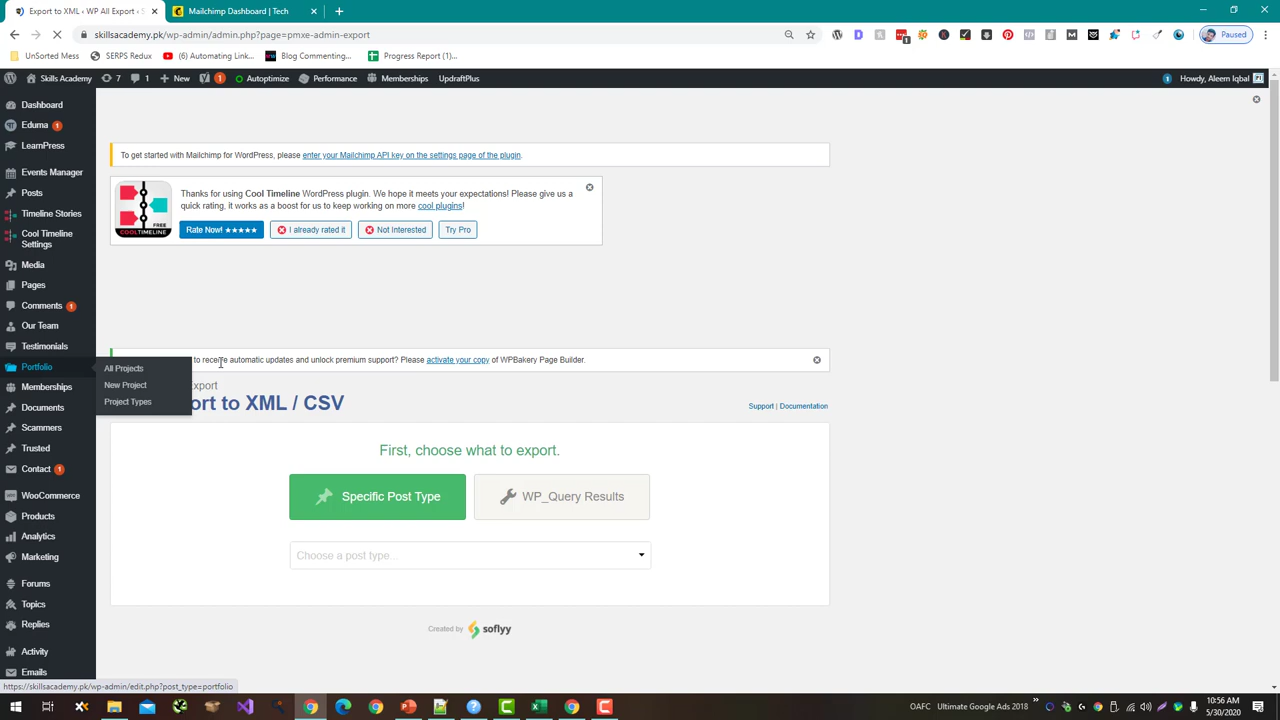 Export to XML - WP All Export
Mailchimp Dashboard | Tech
skillsacademy.pk/wp-admin/admin.php?page=pmxe-admin-export
Paused
UnSorted Mess
SERPS Redux
(6) Automating Link...
Blog Commenting...
Progress Report(1)...
Skills Academy
7
1
New
1
Autoptimize
Performance
Memberships
UpdraftPlus
1
Howdy, Aleem Iqbal
Dashboard
Eduma 1
LearnPress
Events Manager
Posts
Timeline Stories
Cool Timeline
Settings
Media
Pages
Comments 1
Our Team
Testimonials
Portfolio
Memberships
Documents
Scammers
Trusted
Contact 1
WooCommerce
Products
Analytics
Marketing
Forums
Topics
Replies
Activity
Emails
All Projects
New Project
Project Types
To get started with Mailchimp for WordPress, please enter your Mailchimp API key on the settings page of the plugin.
FREE
COOLTIMELINE
Thanks for using Cool Timeline WordPress plugin. We hope it meets your expectations! Please give us a
quick rating, it works as a boost for us to keep working on more cool plugins!
Rate Now! ★★★★★
I already rated it
Not Interested
Try Pro
to receive automatic updates and unlock premium support? Please activate your copy of WPBakery Page Builder.
xport
ort to XML / CSV
Support | Documentation
First, choose what to export.
Specific Post Type
WP_Query Results
Choose a post type...
Created by soflyy
https://skillsacademy.pk/wp-admin/edit.php?post_type=portfolio
OAFC
Ultimate Google Ads 2018
10:56 AM
5/30/2020